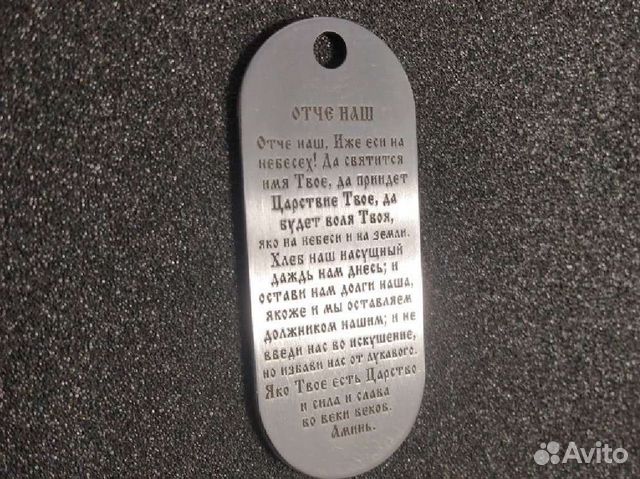 ОТЧЕ НАШ
Отче наш, Иже еси на
небесех! Да святится
имя Твое, да приидет
Царствие Твое, да
будет воля Твоя,
яко на небеси и на земли.
Хлеб наш насущный
даждь нам днесь; и
остави нам долги наша,
якоже и мы оставляем
должником нашим; и не
введи нас во искушение,
но избави нас от лукавого.
Яко Твое есть Царство
и сила и слава
во веки веков.
Аминь.
Avito